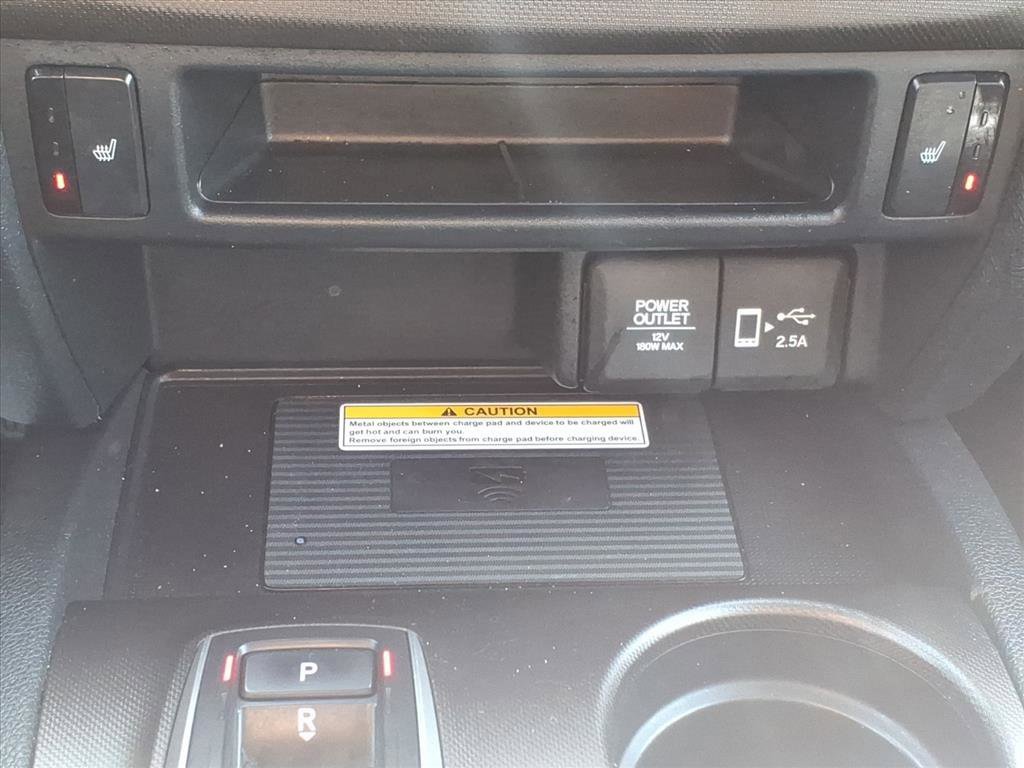 POWER
OUTLET
12V
180W MAX
2.5A
CAUTION
Metal objects between charge pad and device to be charged will
get hot and can burn you.
Remove foreign objects from charge pad before charging device.
P
R